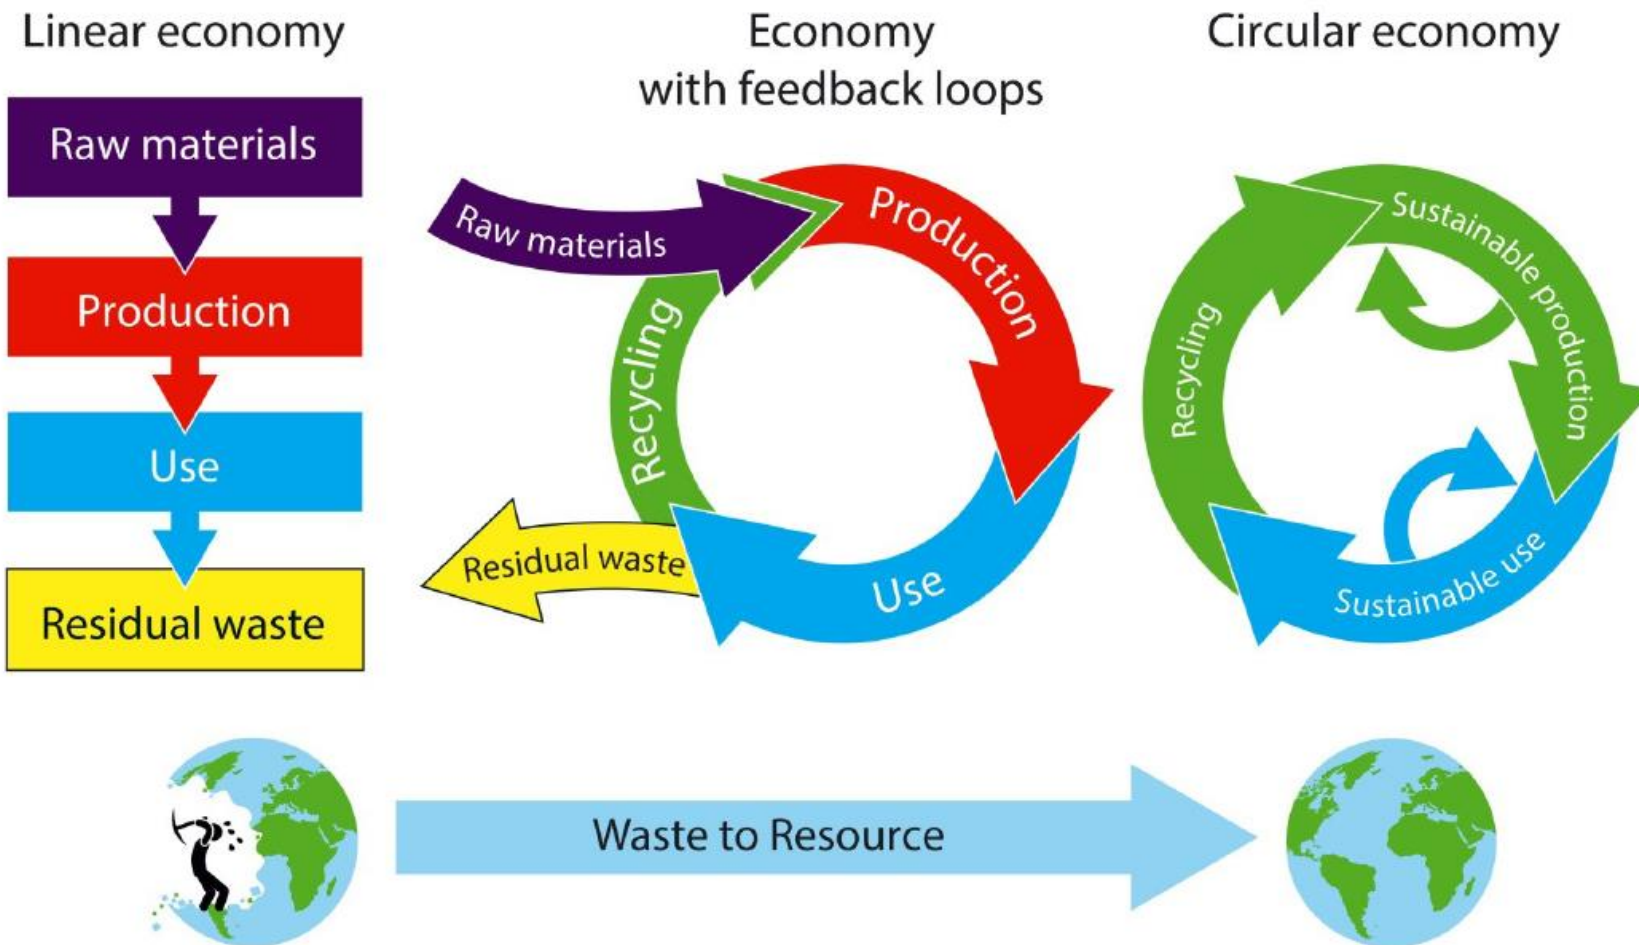 Linear economy
Raw materials
Production
Use
Residual waste
Economy
with feedback loops
Raw materials
Production
Use
Recycling
Residual waste
Circular economy
Sustainable production
Sustainable use
Recycling
Waste to Resource